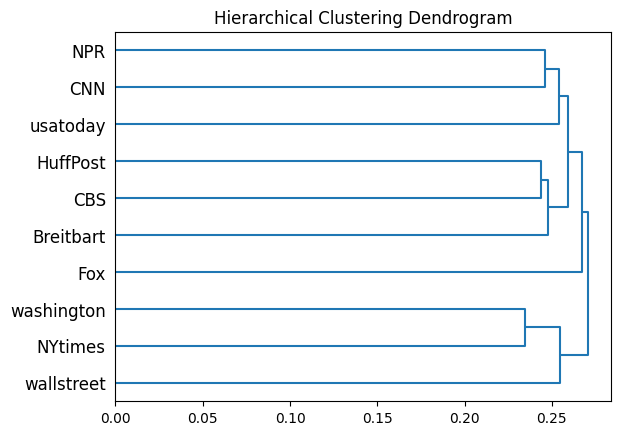 Hierarchical Clustering Dendrogram
NPR
CNN
usatoday
HuffPost
CBS
Breitbart
Fox
washington
NYtimes
wallstreet
0.00 0.05 0.10 0.15 0.20 0.25